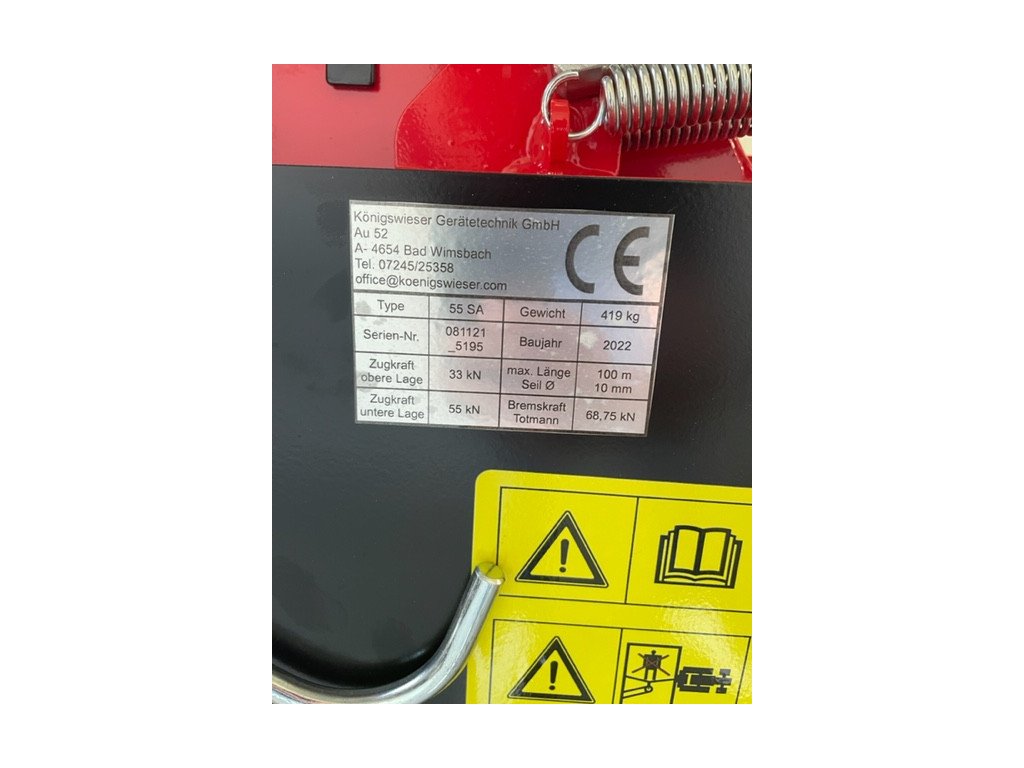 Königswieser Gerätetechnik GmbH
Au 52
A- 4654 Bad Wimsbach
Tel. 07245/25358
office@koenigswieser.com
CE
Type 55 SA Gewicht 419 kg
Serien-Nr. 081121 _5195 Baujahr 2022
Zugkraft obere Lage 33 kN max. Länge Seil Ø 100 m 10 mm
Zugkraft untere Lage 55 kN Bremskraft Totmann 68,75 kN